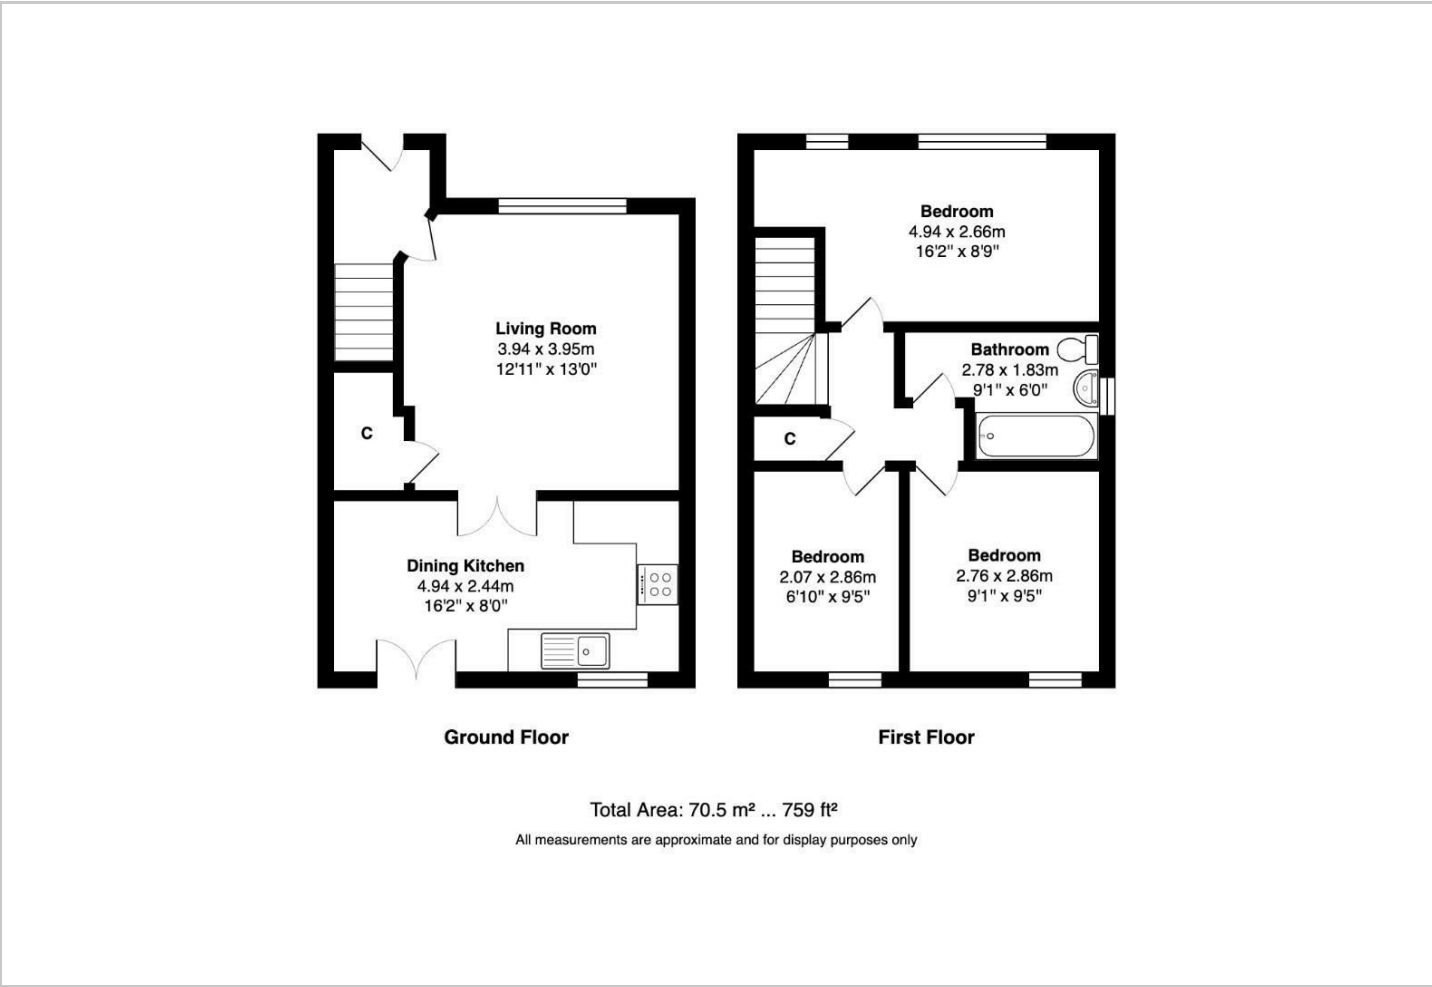 Living Room
3.94 x 3.95m
12'11" x 13'0"
C
Dining Kitchen
4.94 x 2.44m
16'2" x 8'0"
Ground Floor
Bedroom
4.94 x 2.66m
16'2" x 8'9"
Bathroom
2.78 x 1.83m
9'1" x 6'0"
C
Bedroom
2.07 x 2.86m
6'10" x 9'5"
Bedroom
2.76 x 2.86m
9'1" x 9'5"
First Floor
Total Area: 70.5 m² ... 759 ft²
All measurements are approximate and for display purposes only